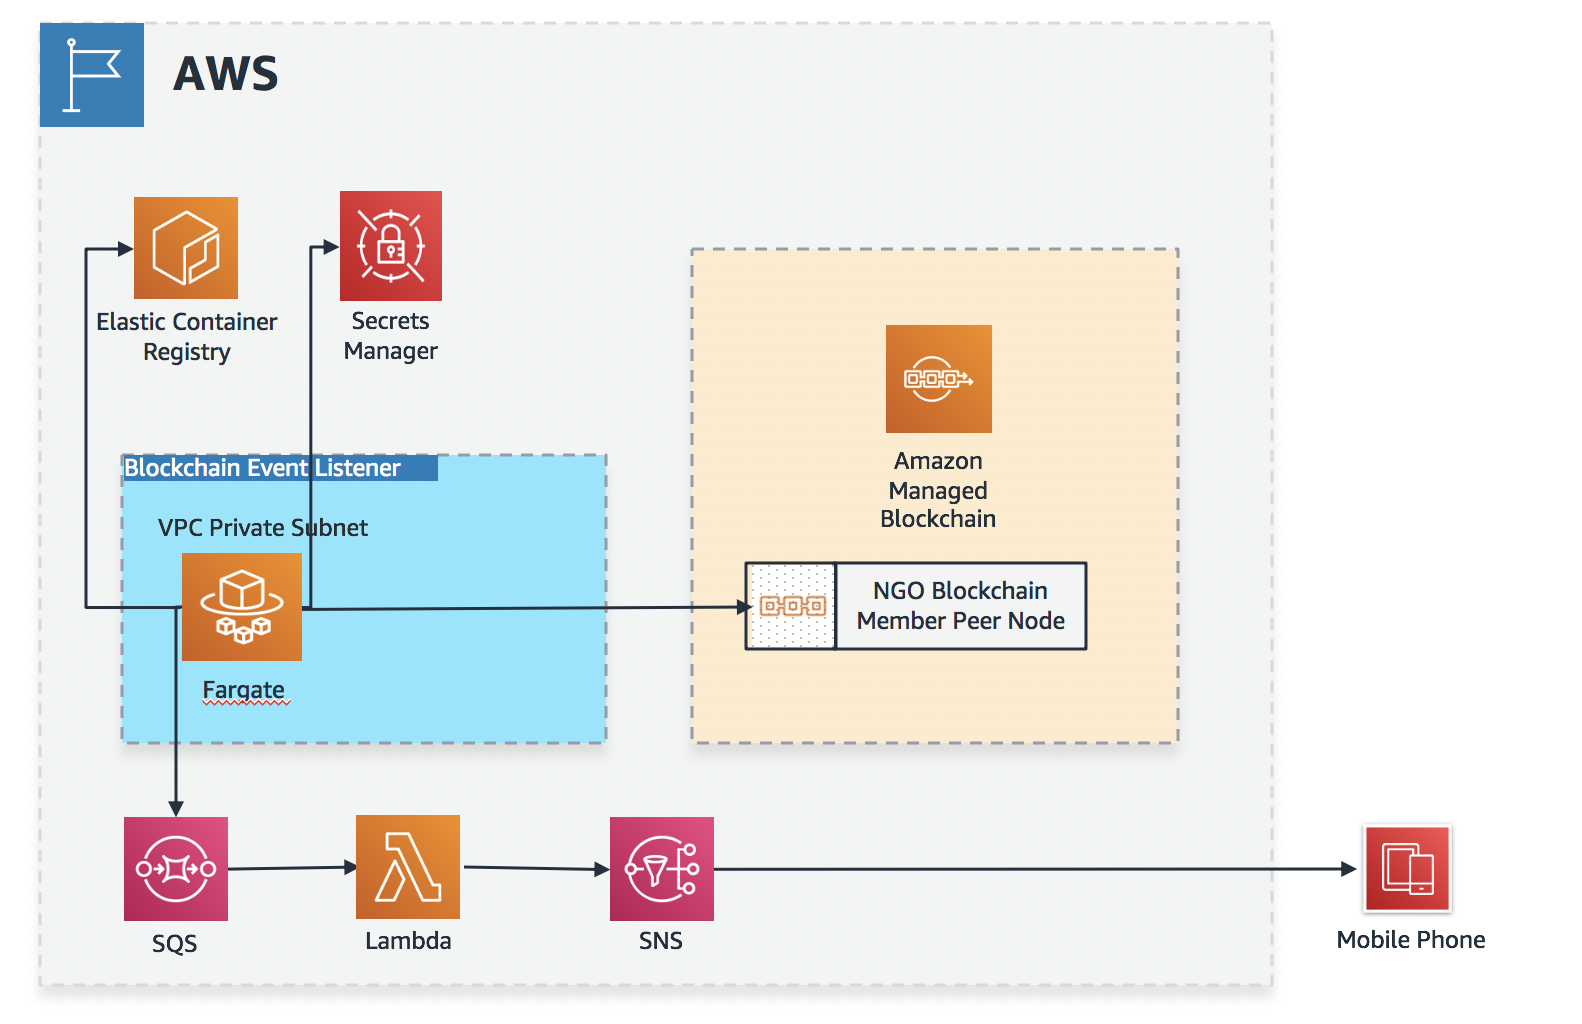 AWS
Elastic Container
Registry
Secrets
Manager
Amazon
Managed
Blockchain
Blockchain Event Listener
VPC Private Subnet
Fargate
NGO Blockchain
Member Peer Node
SQS
Lambda
SNS
Mobile Phone